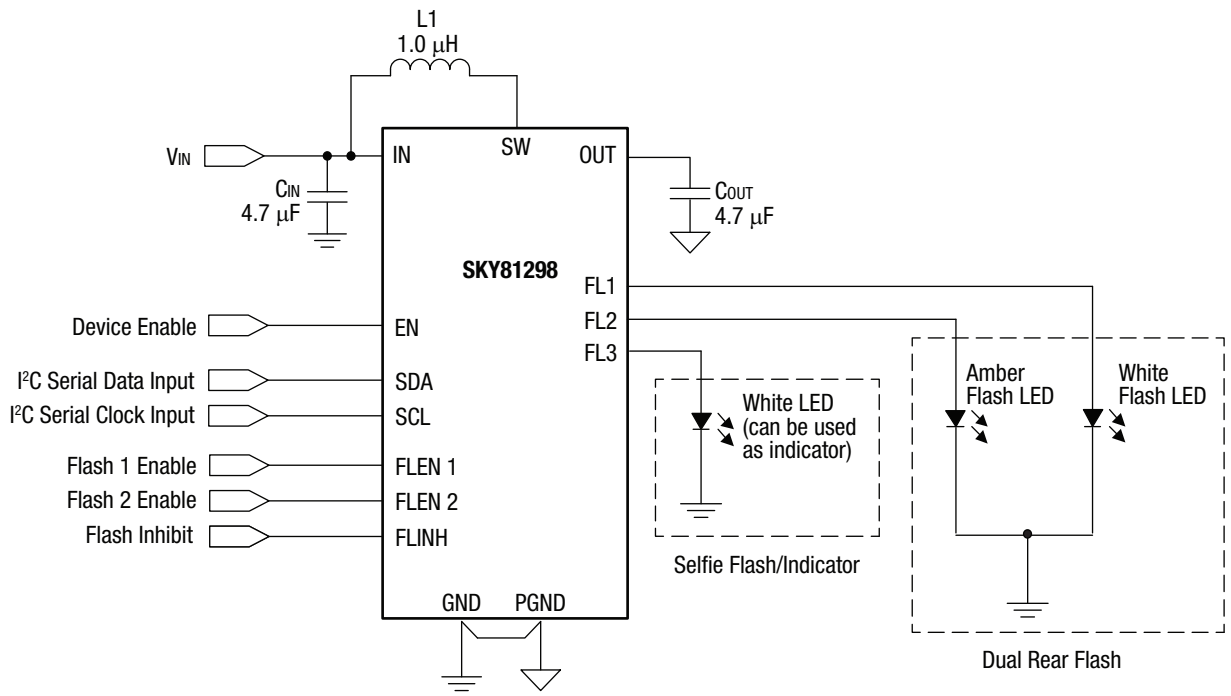 L1
1.0 μH
VIN
IN
SW
OUT
CIN
4.7 μF
COUT
4.7 μF
SKY81298
FL1
FL2
FL3
Device Enable
EN
I²C Serial Data Input
SDA
I²C Serial Clock Input
SCL
Flash 1 Enable
FLEN 1
Flash 2 Enable
FLEN 2
Flash Inhibit
FLINH
GND
PGND
White LED
(can be used
as indicator)
Selfie Flash/Indicator
Amber
Flash LED
White
Flash LED
Dual Rear Flash